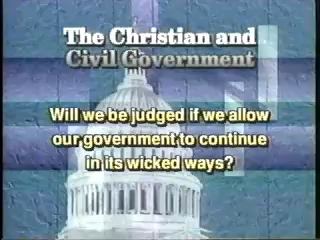 The Christian and
Civil Government
Will we be judged if we allow
our government to continue
in its wicked ways?